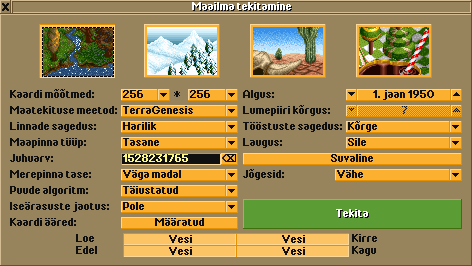 Maailma tekitamine
Kaardi mõõtmed: 256 * 256 Algus: 1. jaan 1950
Maatekituse meetod: TerraGenesis Lumepiiri kõrgus: 7
Linnade sagedus: Harilik Tööstuste sagedus: Kõrge
Maapinna tüüp: Tasane Laugus: Sile
Juhuarv: 1528231765 Suvaline
Merepinna tase: Väga madal Jõgesid: Vähe
Puude algoritm: Täiustatud
Iseärasuste jaotus: Pole
Tekita
Kaardi ääred: Määratud
Loe Vesi Vesi Kirre
Edel Vesi Vesi Kagu